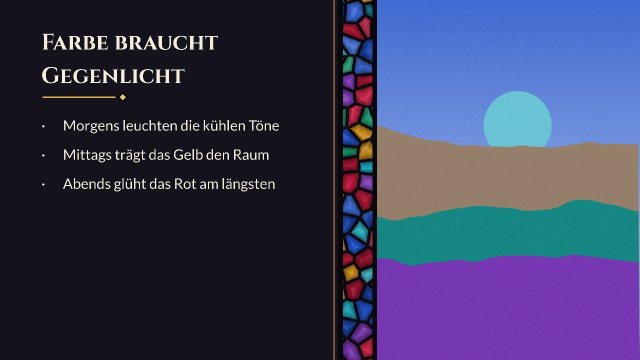 Farbe braucht
Gegenlicht
· Morgens leuchten die kühlen Töne
· Mittags trägt das Gelb den Raum
· Abends glüht das Rot am längsten